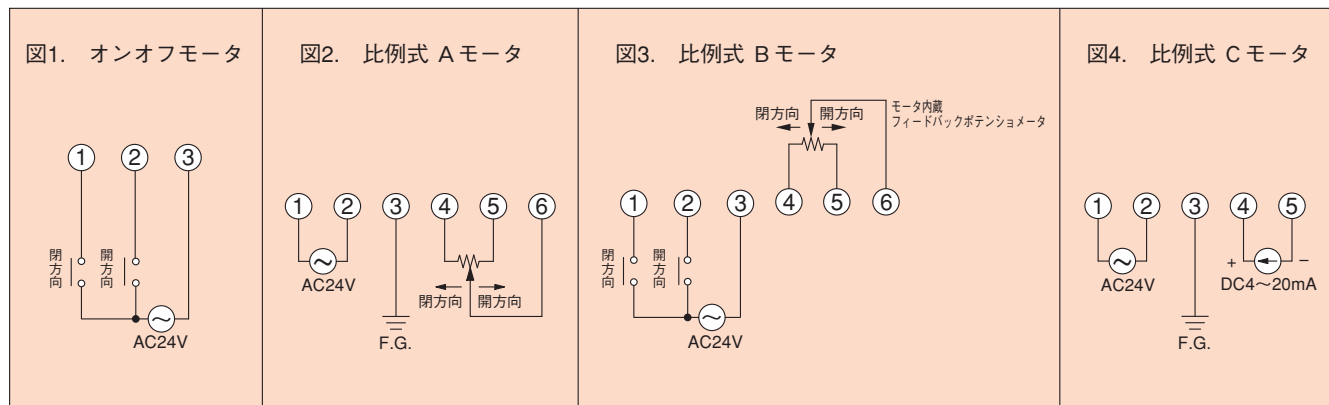 図1. オンオフモータ
① ② ③
閉方向
開方向
AC24V
図2. 比例式 Aモータ
① ② ③ ④ ⑤ ⑥
AC24V
閉方向 開方向
F.G.
図3. 比例式 Bモータ
閉方向 開方向
モータ内蔵
フィードバックポテンショメータ
① ② ③ ④ ⑤ ⑥
閉方向
開方向
AC24V
図4. 比例式 Cモータ
① ② ③ ④ ⑤
+ −
AC24V
DC4〜20mA
F.G.